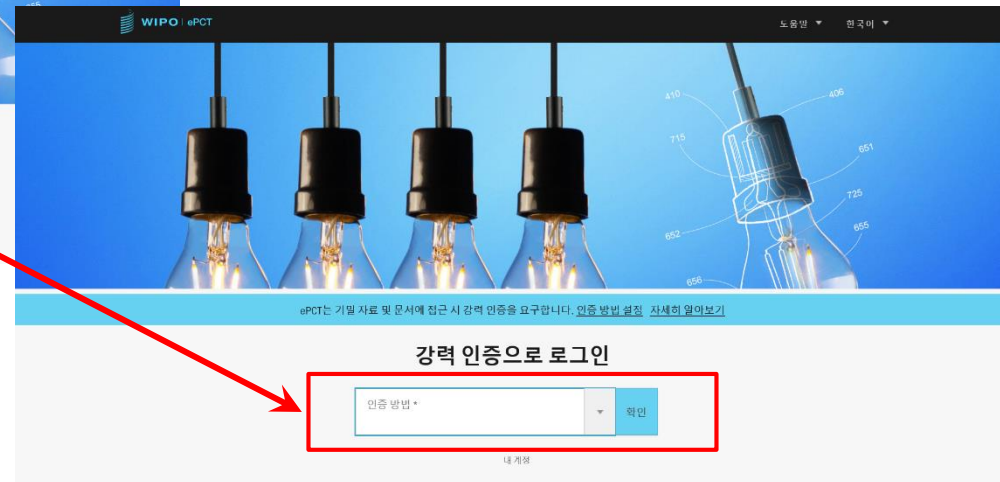 WIPO | ePCT
도움말 한국어
410
406
715
651
725
652
655
656
ePCT는 기밀 자료 및 문서에 접근 시 강력 인증을 요구합니다. 인증 방법 설정 자세히 알아보기
강력 인증으로 로그인
인증 방법 *
확인
내 계정